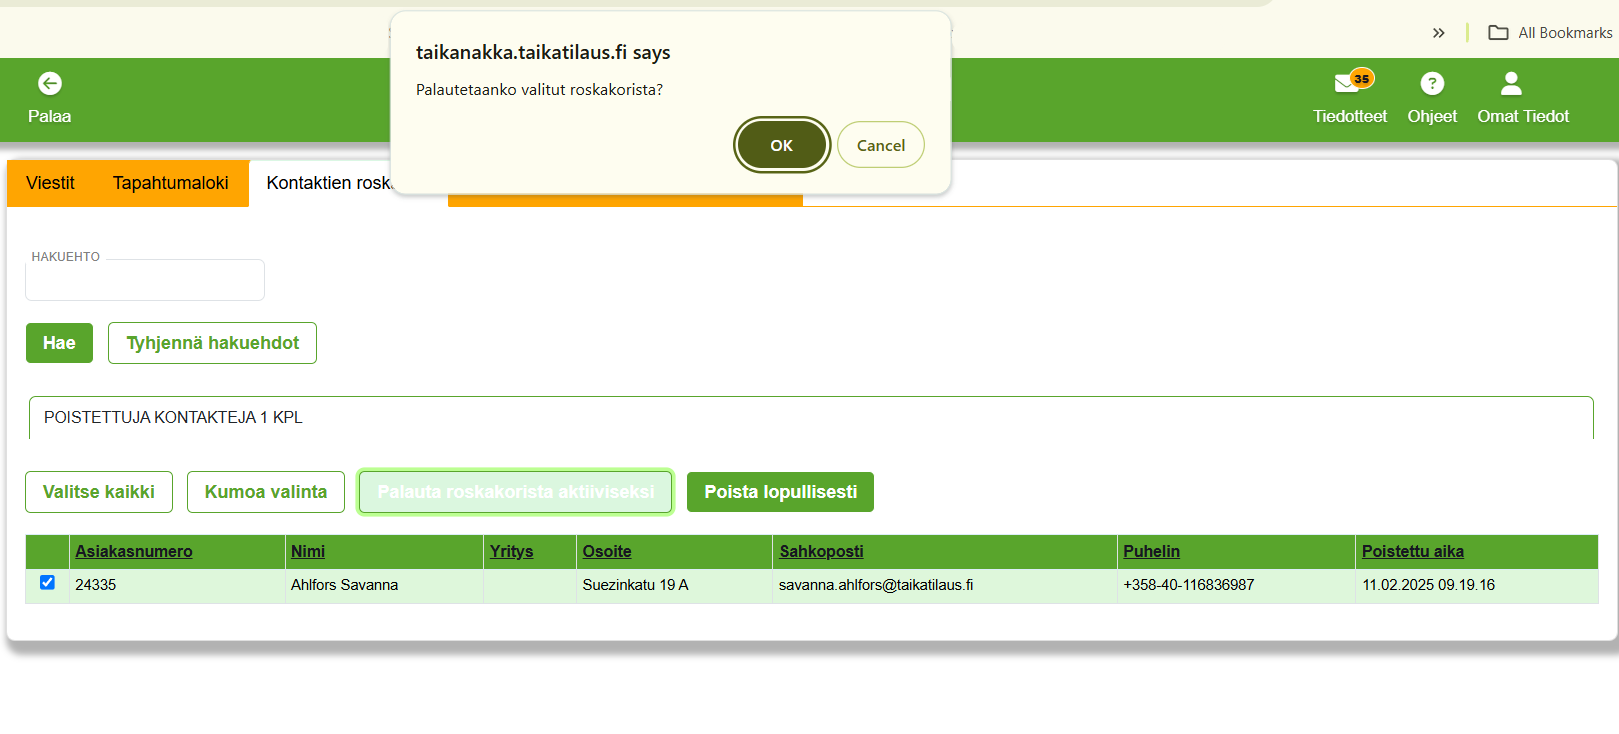 taikanakka.taikatilaus.fi says
Palautetaanko valitut roskakorista?
OK
Cancel
»
All Bookmarks
Palaa
35
?
Tiedotteet
Ohjeet
Omat Tiedot
Viestit
Tapahtumaloki
Kontaktien
HAKUEHTO
Hae
Tyhjennä hakuehdot
POISTETTUJA KONTAKTEJA 1 KPL
Valitse kaikki
Kumoa valinta
Palauta roskakorista aktiiviseksi
Poista lopullisesti
Asiakasnumero Nimi Yritys Osoite Sahkoposti Puhelin Poistettu aika
24335 Ahlfors Savanna Suezinkatu 19 A savanna.ahlfors@taikatilaus.fi +358-40-116836987 11.02.2025 09.19.16